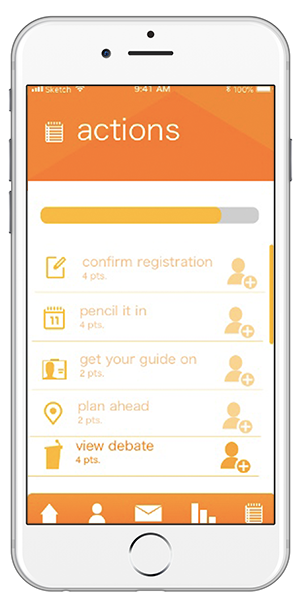 Sketch 9:41 AM 100%
actions
confirm registration
4 pts.
pencil it in
4 pts.
11
get your guide on
2 pts.
plan ahead
2 pts.
view debate
4 pts.